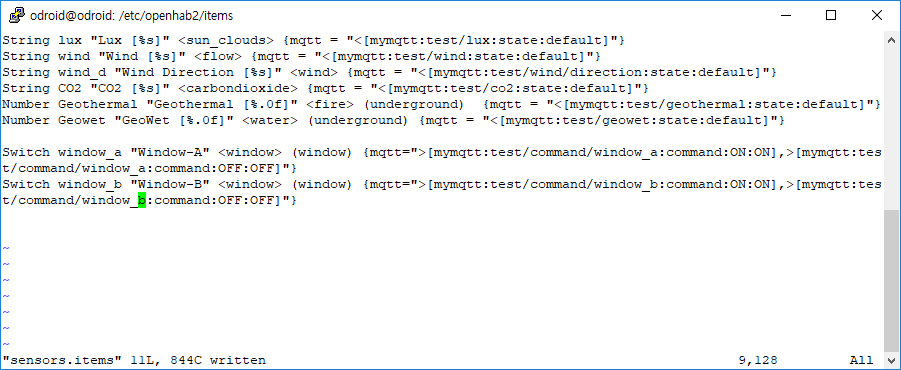 odroid@odroid: /etc/openhab2/items
String lux "Lux [%s]" <sun_clouds> {mqtt = "<[mymqtt:test/lux:state:default]"}
String wind "Wind [%s]" <flow> {mqtt = "<[mymqtt:test/wind:state:default]"}
String wind_d "Wind Direction [%s]" <wind> {mqtt = "<[mymqtt:test/wind/direction:state:default]"}
String CO2 "CO2 [%s]" <carbondioxide> {mqtt = "<[mymqtt:test/co2:state:default]"}
Number Geothermal "Geothermal [%.0f]" <fire> (underground)  {mqtt = "<[mymqtt:test/geothermal:state:default]"}
Number Geowet "GeoWet [%.0f]" <water> (underground) {mqtt = "<[mymqtt:test/geowet:state:default]"}
Switch window_a "Window-A" <window> (window) {mqtt=">[mymqtt:test/command/window_a:command:ON:ON],>[mymqtt:tes
t/command/window_a:command:OFF:OFF]"}
Switch window_b "Window-B" <window> (window) {mqtt=">[mymqtt:test/command/window_b:command:ON:ON],>[mymqtt:tes
t/command/window_b:command:OFF:OFF]"}
~
~
~
~
~
~
~
"sensors.items" 11L, 844C written 9,128 All